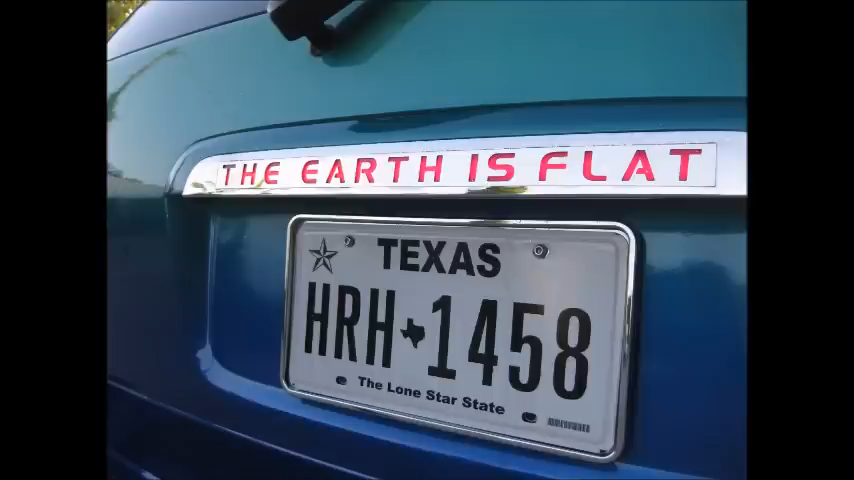 THE EARTH IS FLAT
TEXAS
HRH 1458
The Lone Star State